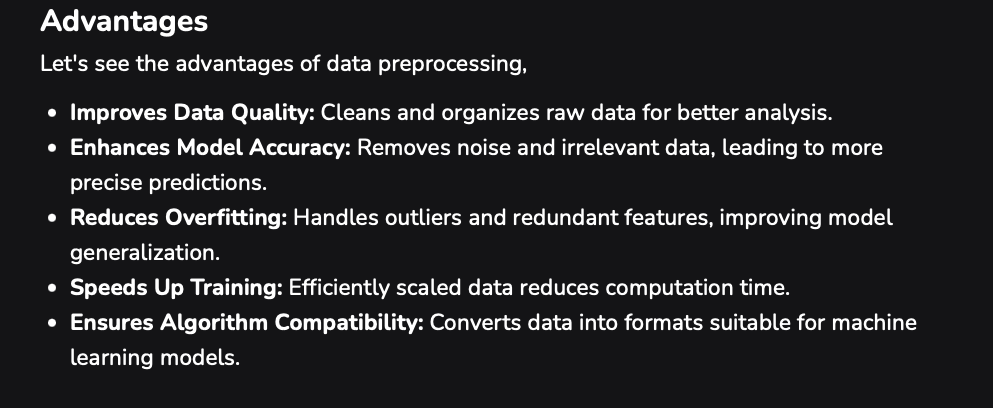 Advantages
Let's see the advantages of data preprocessing,
• Improves Data Quality: Cleans and organizes raw data for better analysis.
• Enhances Model Accuracy: Removes noise and irrelevant data, leading to more
precise predictions.
• Reduces Overfitting: Handles outliers and redundant features, improving model
generalization.
• Speeds Up Training: Efficiently scaled data reduces computation time.
• Ensures Algorithm Compatibility: Converts data into formats suitable for machine
learning models.